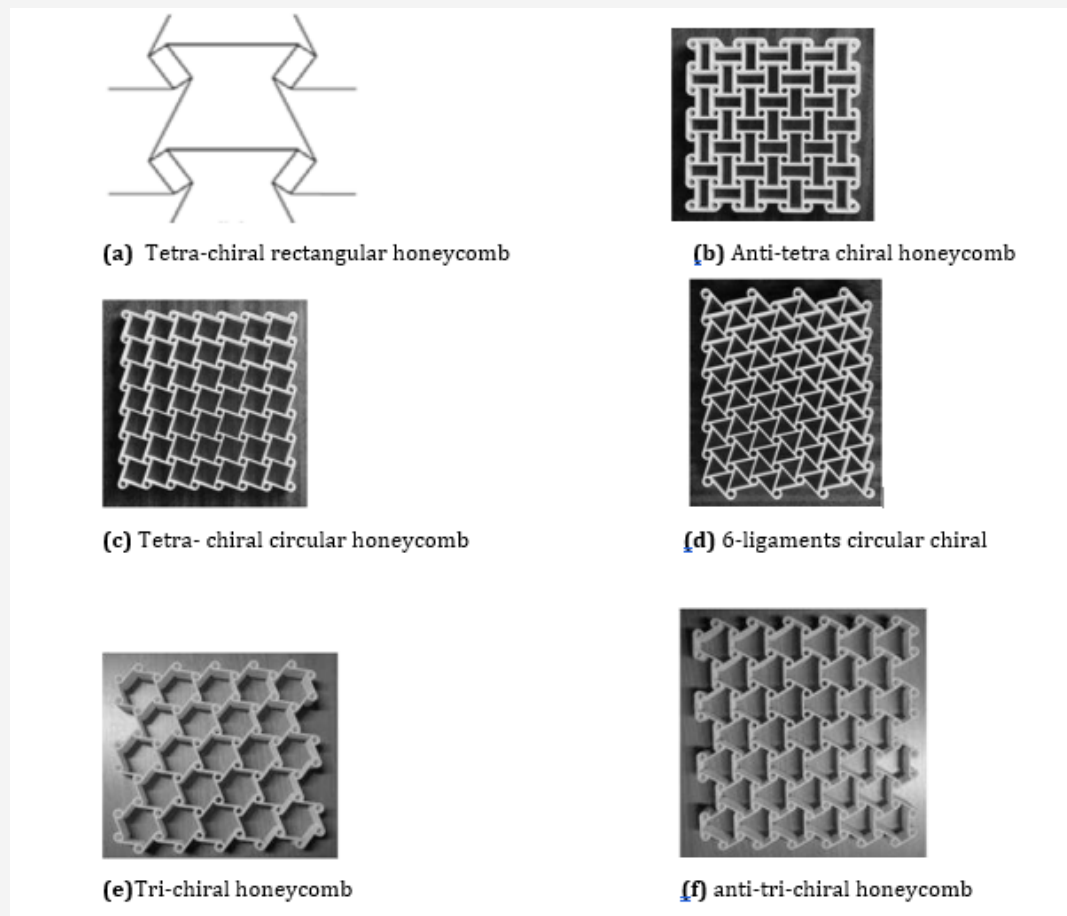 (a) Tetra-chiral rectangular honeycomb
(b) Anti-tetra chiral honeycomb
(c) Tetra- chiral circular honeycomb
(d) 6-ligaments circular chiral
(e)Tri-chiral honeycomb
(f) anti-tri-chiral honeycomb